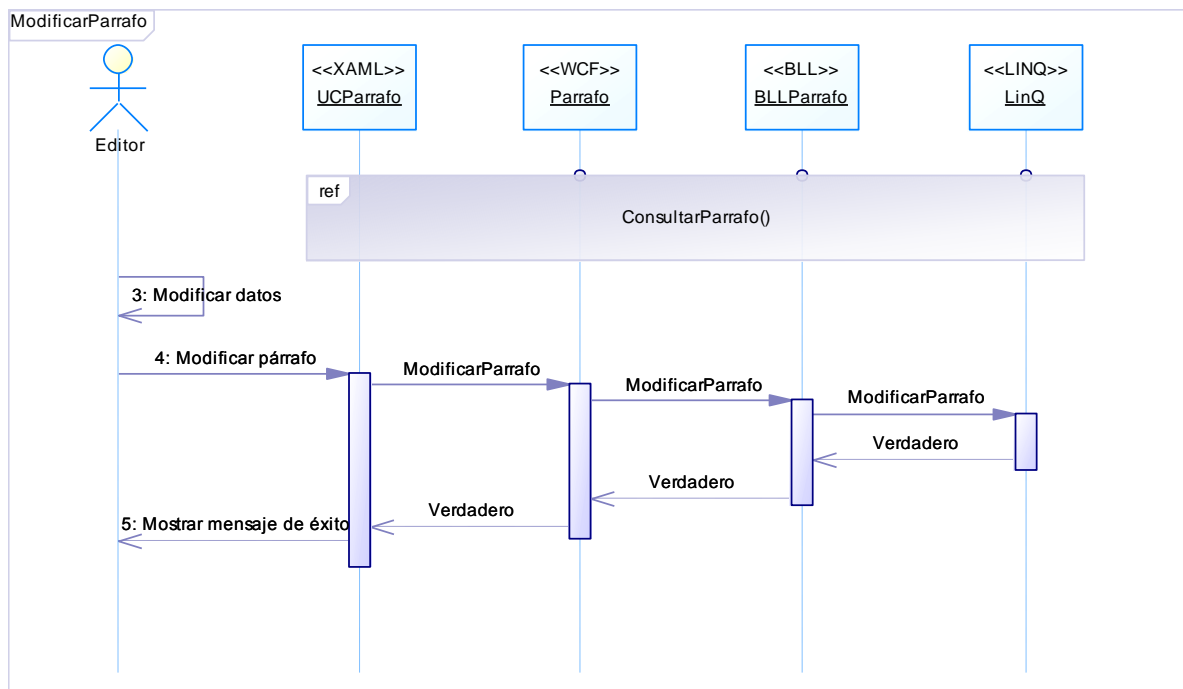 ModificarParrafo
Editor
<<XAML>>
UCParrafo
<<WCF>>
Parrafo
<<BLL>>
BLLParrafo
<<LINQ>>
LinQ
ref
ConsultarParrafo()
3: Modificar datos
4: Modificar párrafo
ModificarParrafo
ModificarParrafo
ModificarParrafo
Verdadero
Verdadero
Verdadero
5: Mostrar mensaje de éxito